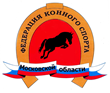 ФЕДЕРАЦИЯ КОННОГО СПОРТА
Московской области